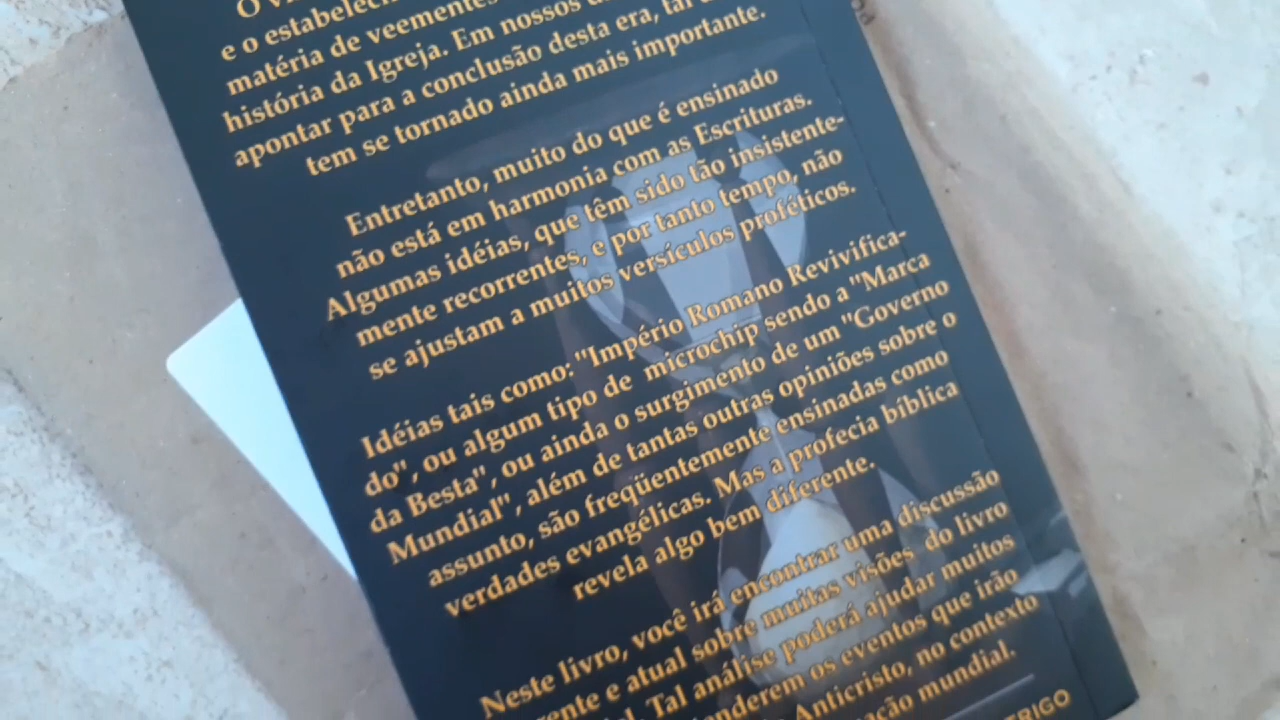 e o estabeleci
matéria de veementes
história da Igreja. Em nossos
apontar para a conclusão desta era, tal
tem se tornado ainda mais importante.
Entretanto, muito do que é ensinado
não está em harmonia com as Escrituras.
Algumas idéias, que têm sido tão insistente-
mente recorrentes, e por tanto tempo, não
se ajustam a muitos versículos proféticos.
Idéias tais como: "Império Romano Revivifica-
do", ou algum tipo de microchip sendo a "Marca
da Besta", ou ainda o surgimento de um "Governo
Mundial", além de tantas outras opiniões sobre o
assunto, são freqüentemente ensinadas como
verdades evangélicas. Mas a profecia bíblica
revela algo bem diferente.
Neste livro, você irá encontrar uma discussão
e atual sobre muitas visões do livro
Tal análise poderá ajudar muitos
os eventos que irão
Anticristo, no contexto
mundial.
TRIGO